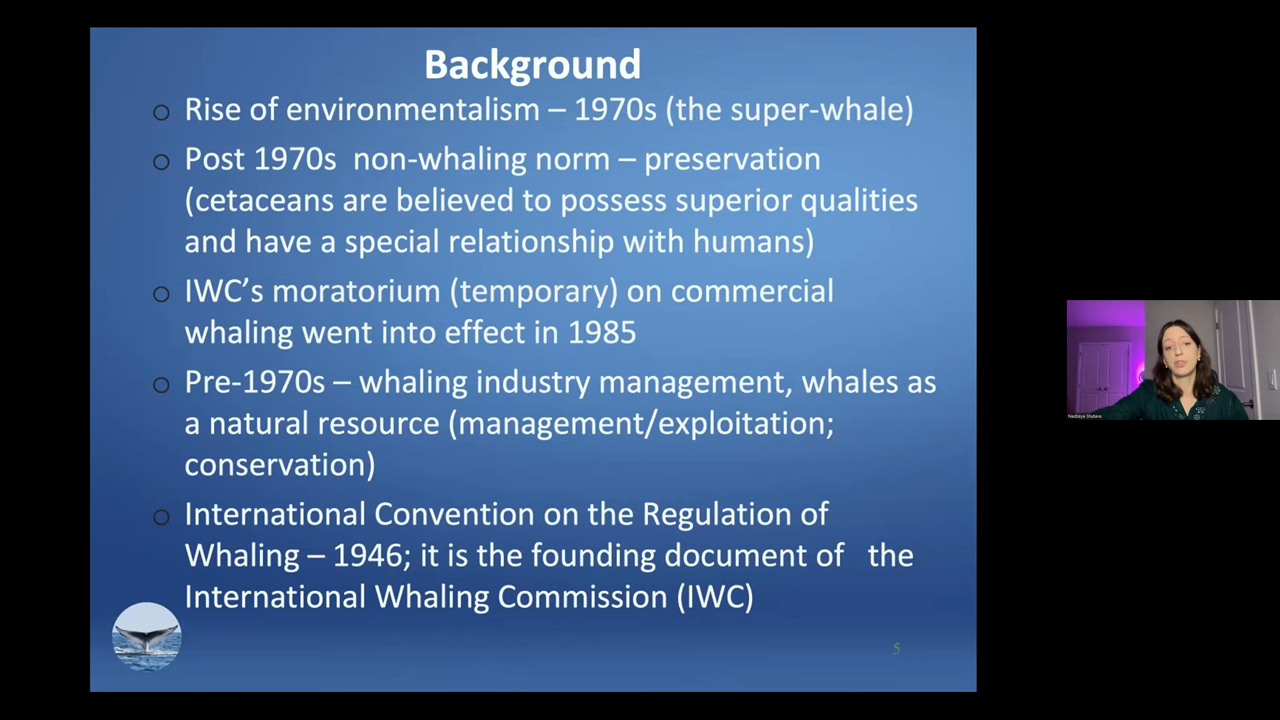 Background
○ Rise of environmentalism – 1970s (the super-whale)
○ Post 1970s non-whaling norm – preservation
(cetaceans are believed to possess superior qualities
and have a special relationship with humans)
○ IWC’s moratorium (temporary) on commercial
whaling went into effect in 1985
○ Pre-1970s – whaling industry management, whales as
a natural resource (management/exploitation;
conservation)
○ International Convention on the Regulation of
Whaling – 1946; it is the founding document of the
International Whaling Commission (IWC)
5